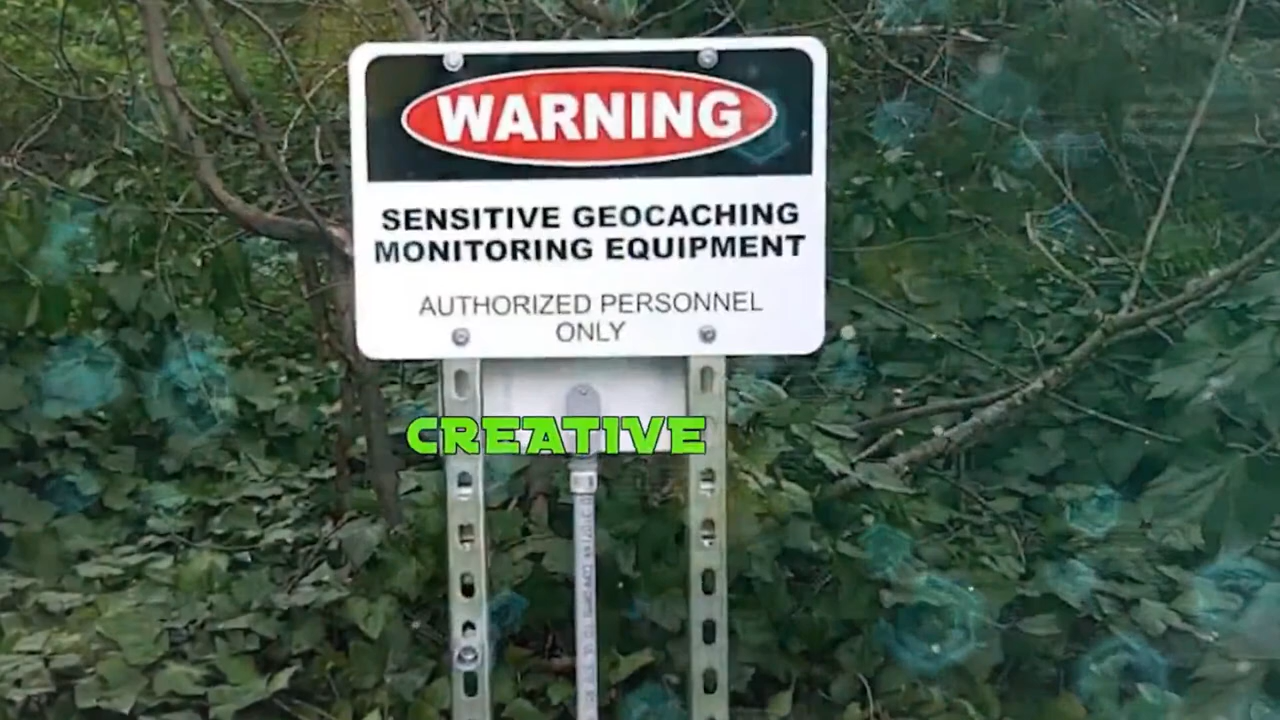 WARNING
SENSITIVE GEOCACHING
MONITORING EQUIPMENT
AUTHORIZED PERSONNEL
ONLY
CREATIVE